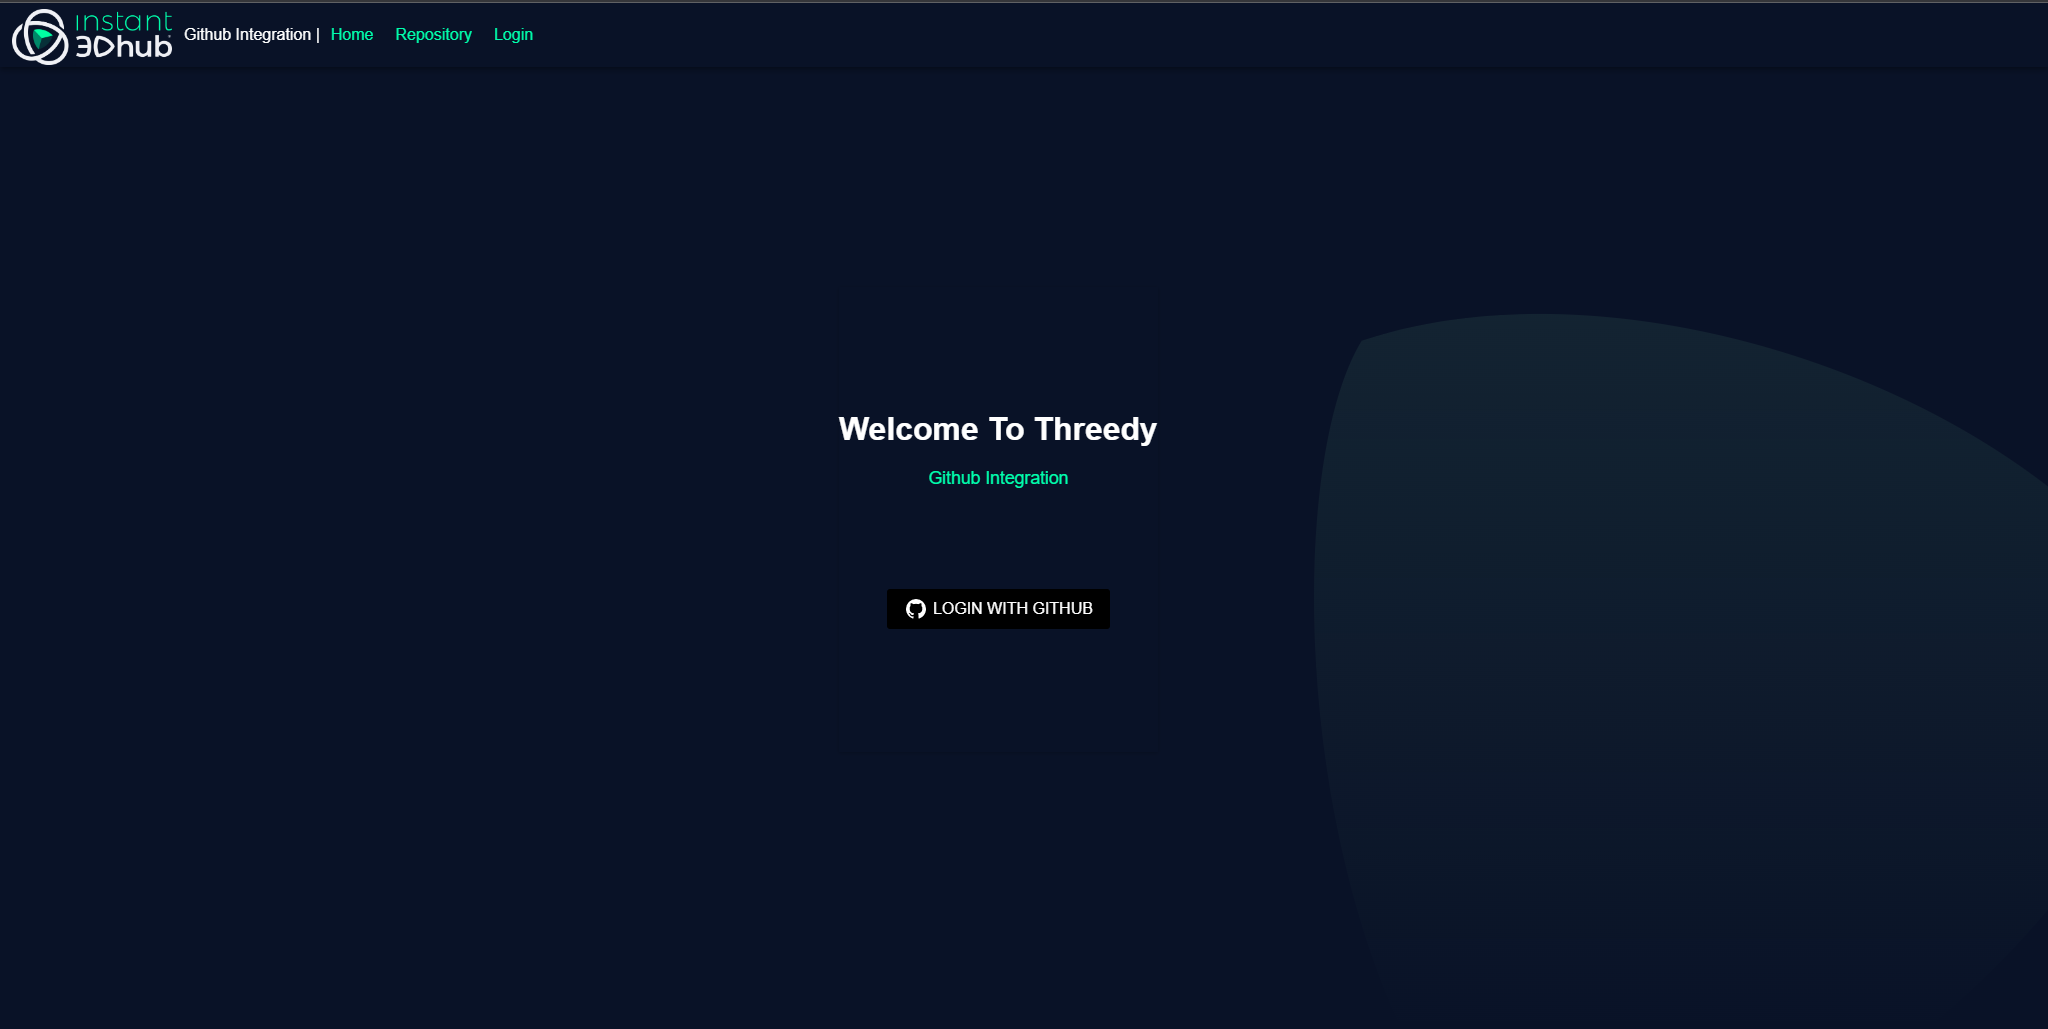 instant
3Dhub
Github Integration | Home Repository Login
Welcome To Threedy
Github Integration
LOGIN WITH GITHUB